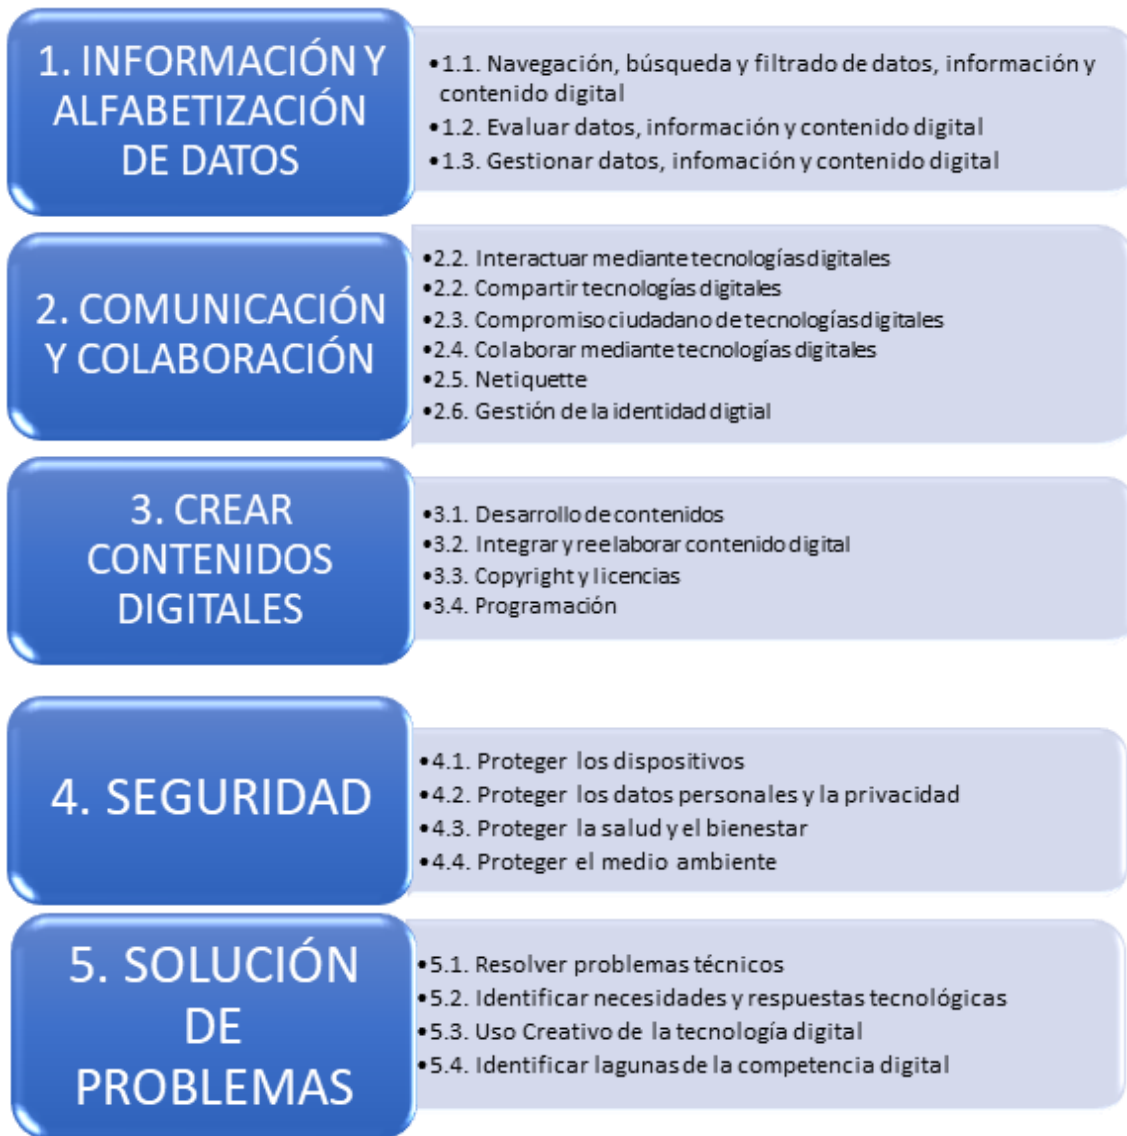 1. INFORMACIÓN Y
ALFABETIZACIÓN
DE DATOS
•1.1. Navegación, búsqueda y filtrado de datos, información y
contenido digital
•1.2. Evaluar datos, información y contenido digital
•1.3. Gestionar datos, infomación y contenido digital
2. COMUNICACIÓN
Y COLABORACIÓN
•2.2. Interactuar mediante tecnologías digitales
•2.2. Compartir tecnologías digitales
•2.3. Compromiso ciudadano de tecnologías digitales
•2.4. Colaborar mediante tecnologías digitales
•2.5. Netiquette
•2.6. Gestión de la identidad digtial
3. CREAR
CONTENIDOS
DIGITALES
•3.1. Desarrollo de contenidos
•3.2. Integrar y reelaborar contenido digital
•3.3. Copyright y licencias
•3.4. Programación
4. SEGURIDAD
•4.1. Proteger los dispositivos
•4.2. Proteger los datos personales y la privacidad
•4.3. Proteger la salud y el bienestar
•4.4. Proteger el medio ambiente
5. SOLUCIÓN
DE
PROBLEMAS
•5.1. Resolver problemas técnicos
•5.2. Identificar necesidades y respuestas tecnológicas
•5.3. Uso Creativo de la tecnología digital
•5.4. Identificar lagunas de la competencia digital